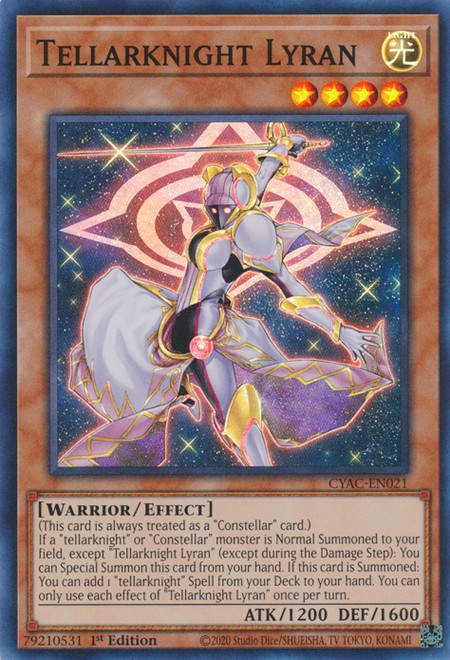 TELLARKNIGHT LYRAN
LIGHT
光
CYAC-EN021
[WARRIOR/EFFECT]
(This card is always treated as a "Constellar" card.)
If a "tellarknight" or "Constellar" monster is Normal Summoned to your
field, except "Tellarknight Lyran" (except during the Damage Step): You
can Special Summon this card from your hand. If this card is Summoned:
You can add 1 "tellarknight" Spell from your Deck to your hand. You can
only use each effect of "Tellarknight Lyran" once per turn.
ATK/1200 DEF/1600
79210531 1st Edition ©2020 Studio Dice/SHUEISHA, TV TOKYO, KONAMI